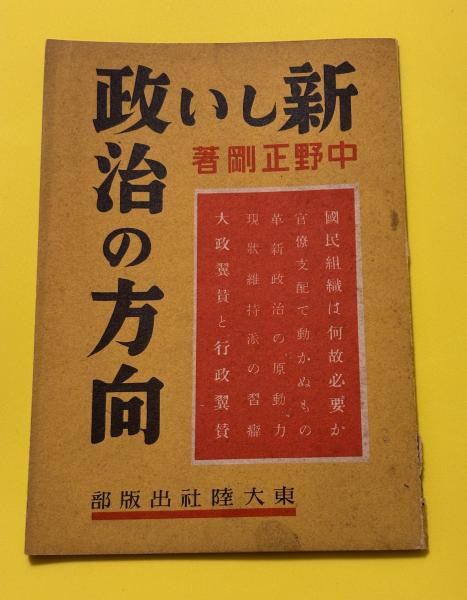 新しい政治の方向
中野正剛著
國民組織は何故必要か
官僚支配で動かぬもの
革新政治の原動力
現狀維持派の習癖
大政翼賛と行政翼賛
東大陸社出版部